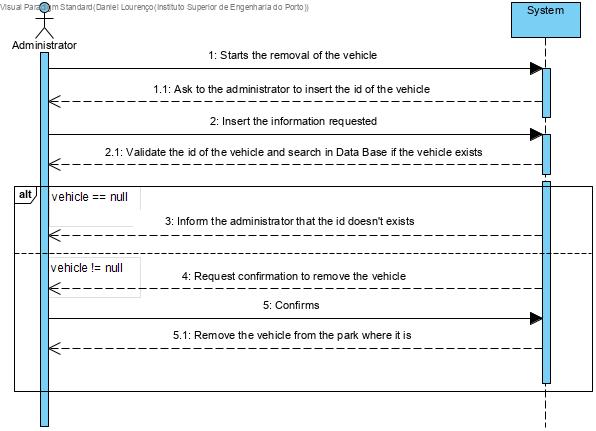 Visual Paradigm Standard(Daniel Lourenço(Instituto Superior de Engenharia do Porto))
System
Administrator
1: Starts the removal of the vehicle
1.1: Ask to the administrator to insert the id of the vehicle
2: Insert the information requested
2.1: Validate the id of the vehicle and search in Data Base if the vehicle exists
alt
vehicle == null
3: Inform the administrator that the id doesn't exists
vehicle != null
4: Request confirmation to remove the vehicle
5: Confirms
5.1: Remove the vehicle from the park where it is